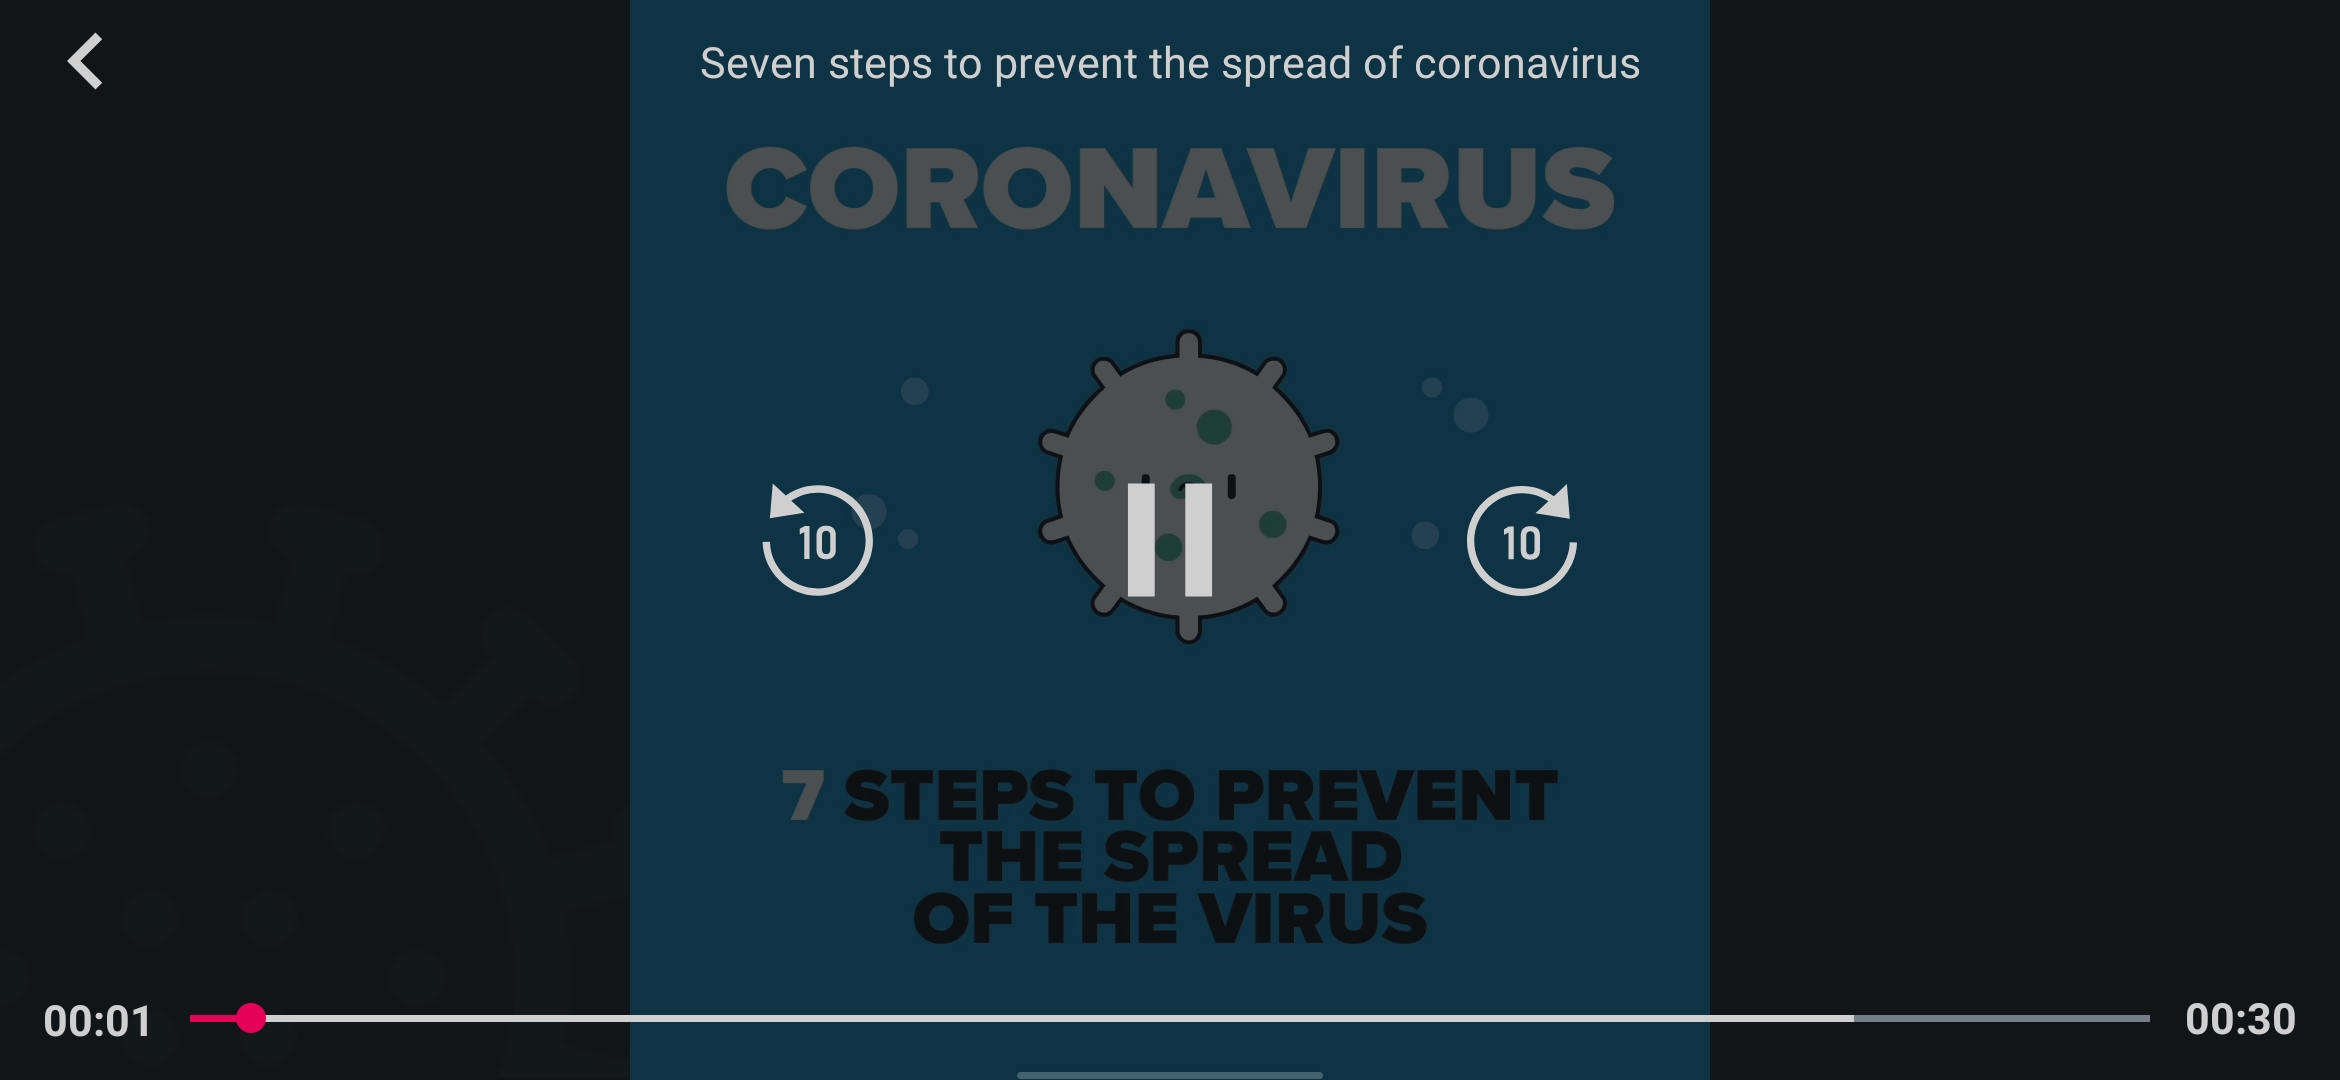 Seven steps to prevent the spread of coronavirus
CORONAVIRUS
10
10
7 STEPS TO PREVENT
THE SPREAD
OF THE VIRUS
00:01
00:30